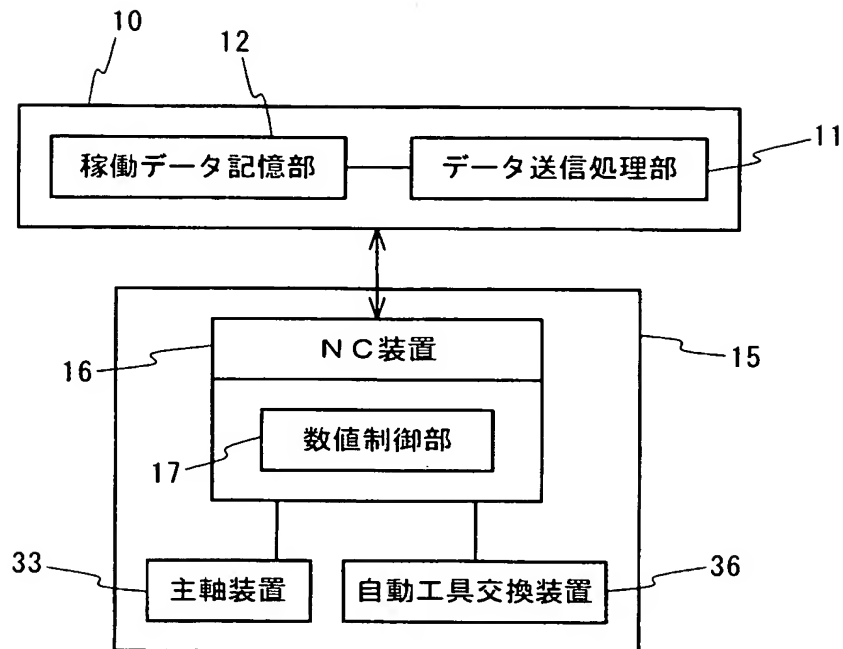 10
12
稼働データ記憶部
データ送信処理部
11
NC装置
16
15
数値制御部
17
33
主軸装置
自動工具交換装置
36